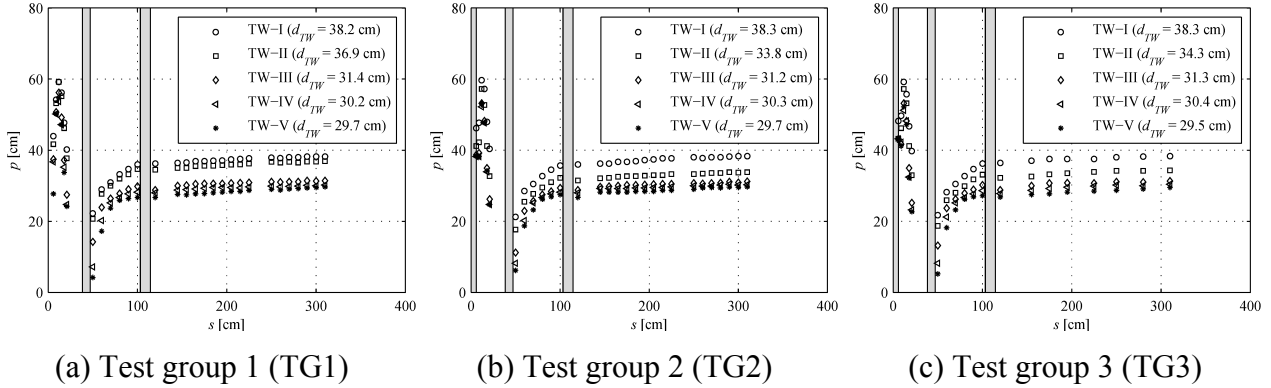 80
60
40
20
0
p [cm]
0 100 200 300 400
s [cm]
TW−I (d_TW = 38.2 cm)
TW−II (d_TW = 36.9 cm)
TW−III (d_TW = 31.4 cm)
TW−IV (d_TW = 30.2 cm)
TW−V (d_TW = 29.7 cm)
(a) Test group 1 (TG1)
80
60
40
20
0
p [cm]
0 100 200 300 400
s [cm]
TW−I (d_TW = 38.3 cm)
TW−II (d_TW = 33.8 cm)
TW−III (d_TW = 31.2 cm)
TW−IV (d_TW = 30.3 cm)
TW−V (d_TW = 29.7 cm)
(b) Test group 2 (TG2)
80
60
40
20
0
p [cm]
0 100 200 300 400
s [cm]
TW−I (d_TW = 38.3 cm)
TW−II (d_TW = 34.3 cm)
TW−III (d_TW = 31.3 cm)
TW−IV (d_TW = 30.4 cm)
TW−V (d_TW = 29.5 cm)
(c) Test group 3 (TG3)